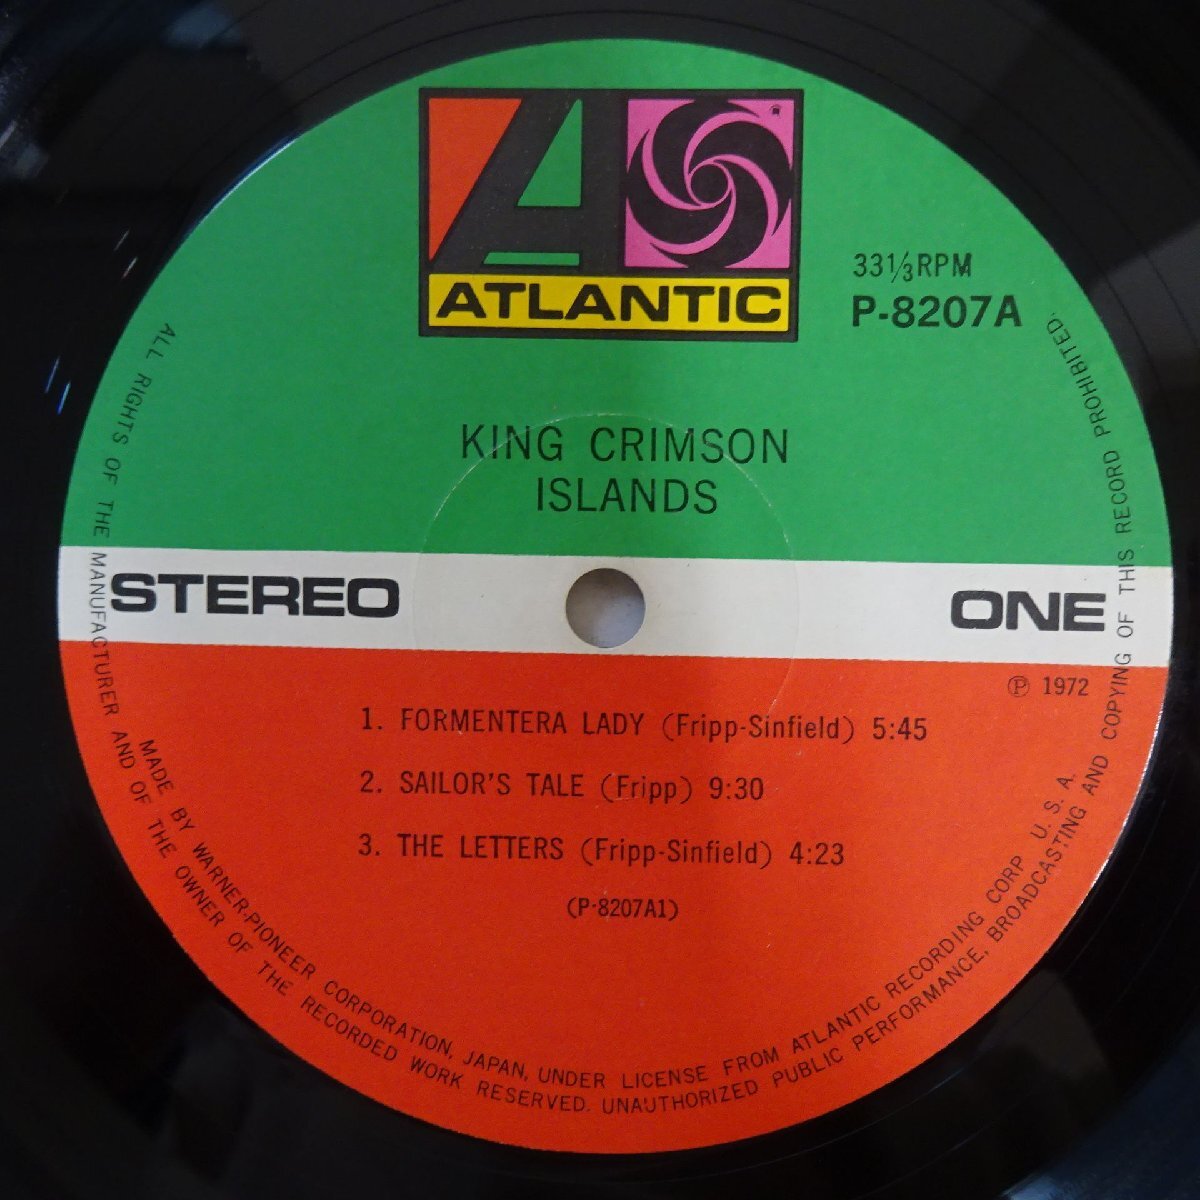 ATLANTIC
33⅓ RPM
P-8207A
KING CRIMSON
ISLANDS
STEREO
ONE
Ⓟ 1972
1. FORMENTERA LADY (Fripp-Sinfield) 5:45
2. SAILOR'S TALE (Fripp) 9:30
3. THE LETTERS (Fripp-Sinfield) 4:23
(P-8207A1)
MADE BY WARNER-PIONEER CORPORATION, JAPAN, UNDER LICENSE FROM ATLANTIC RECORDING CORP U. S. A.
ALL RIGHTS OF THE MANUFACTURER AND OF THE OWNER OF THE RECORDED WORK RESERVED. UNAUTHORIZED PUBLIC PERFORMANCE, BROADCASTING AND COPYING OF THIS RECORD PROHIBITED.